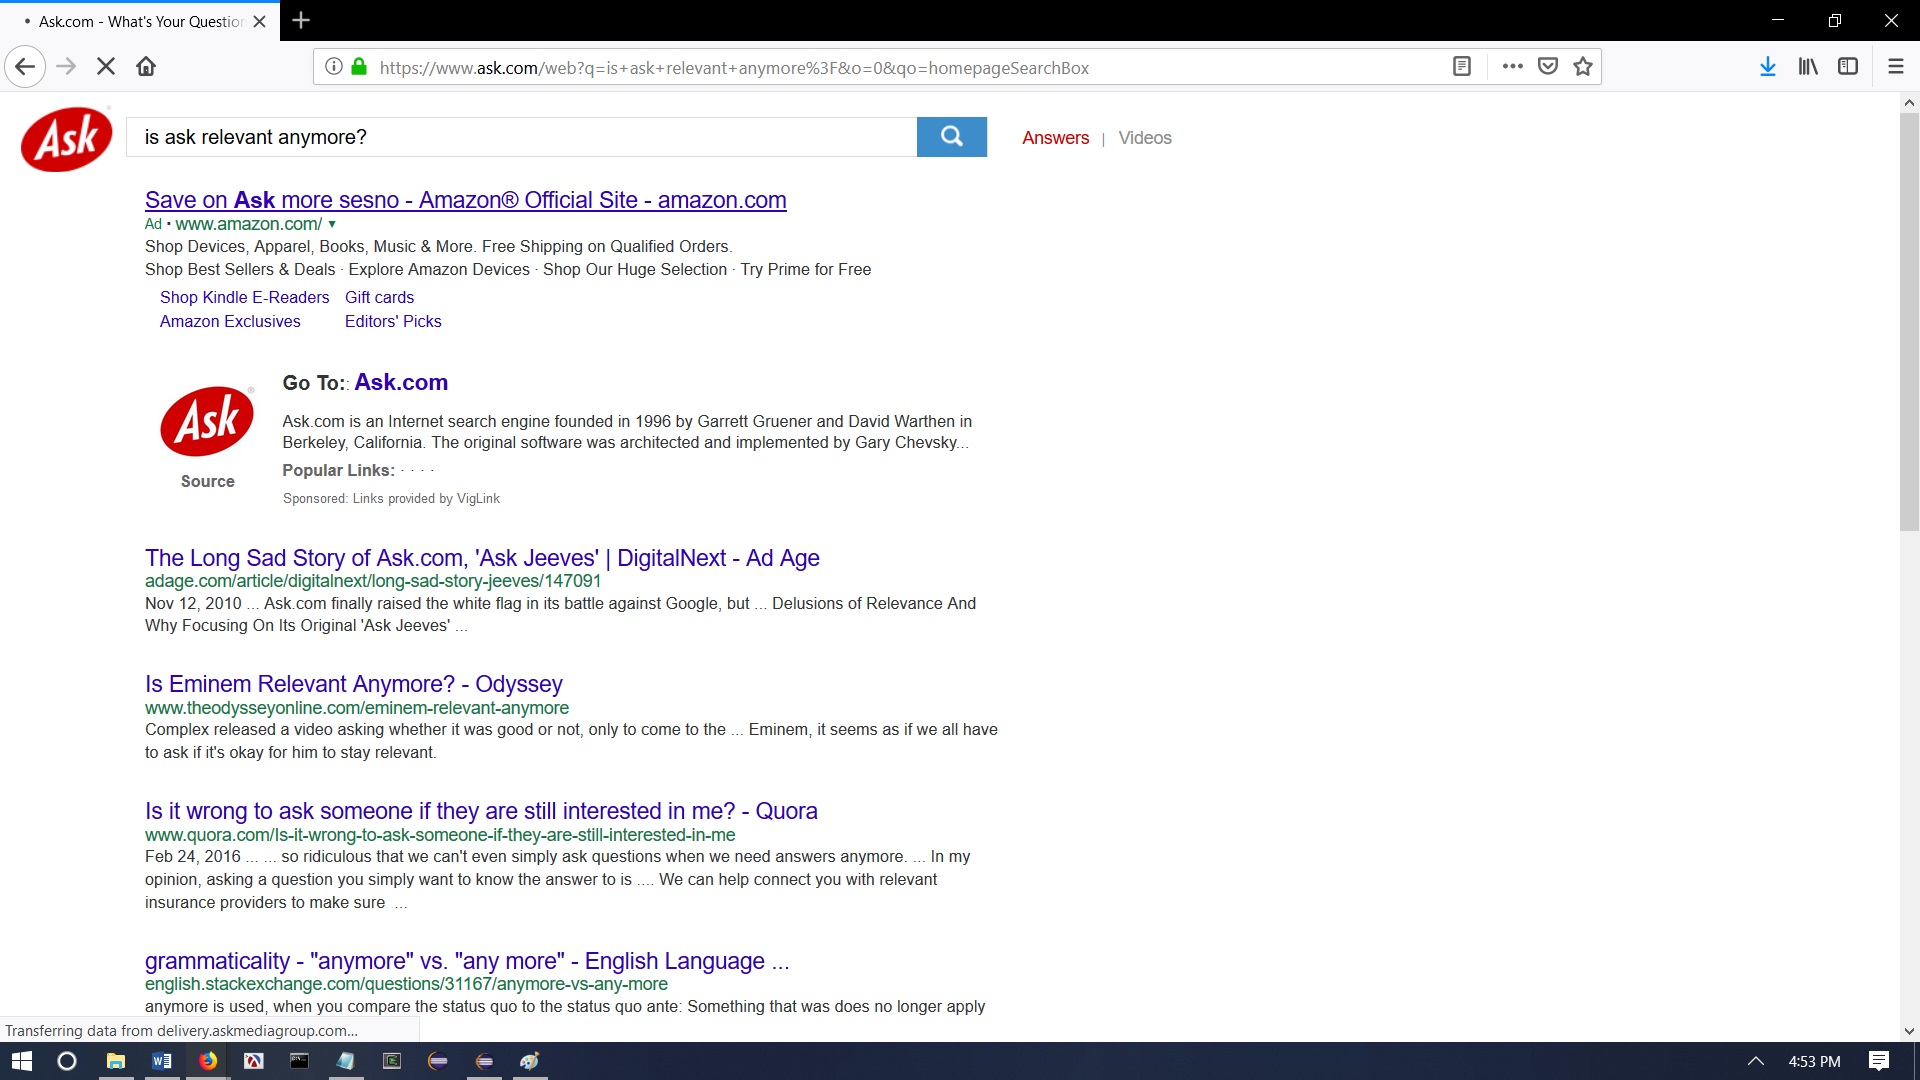 Ask.com - What's Your Question
https://www.ask.com/web?q=is+ask+relevant+anymore%3F&o=0&qo=homepageSearchBox
Ask
is ask relevant anymore?
Answers | Videos
Save on Ask more sesno - Amazon® Official Site - amazon.com
Ad · www.amazon.com/
Shop Devices, Apparel, Books, Music & More. Free Shipping on Qualified Orders.
Shop Best Sellers & Deals · Explore Amazon Devices · Shop Our Huge Selection · Try Prime for Free
Shop Kindle E-Readers Gift cards
Amazon Exclusives Editors' Picks
Ask
Source
Go To:: Ask.com
Ask.com is an Internet search engine founded in 1996 by Garrett Gruener and David Warthen in
Berkeley, California. The original software was architected and implemented by Gary Chevsky...
Popular Links: · · · ·
Sponsored: Links provided by VigLink
The Long Sad Story of Ask.com, 'Ask Jeeves' | DigitalNext - Ad Age
adage.com/article/digitalnext/long-sad-story-jeeves/147091
Nov 12, 2010 ... Ask.com finally raised the white flag in its battle against Google, but ... Delusions of Relevance And
Why Focusing On Its Original 'Ask Jeeves' ...
Is Eminem Relevant Anymore? - Odyssey
www.theodysseyonline.com/eminem-relevant-anymore
Complex released a video asking whether it was good or not, only to come to the ... Eminem, it seems as if we all have
to ask if it's okay for him to stay relevant.
Is it wrong to ask someone if they are still interested in me? - Quora
www.quora.com/Is-it-wrong-to-ask-someone-if-they-are-still-interested-in-me
Feb 24, 2016 ... ... so ridiculous that we can't even simply ask questions when we need answers anymore. ... In my
opinion, asking a question you simply want to know the answer to is .... We can help connect you with relevant
insurance providers to make sure ...
grammaticality - "anymore" vs. "any more" - English Language ...
english.stackexchange.com/questions/31167/anymore-vs-any-more
anymore is used, when you compare the status quo to the status quo ante: Something that was does no longer apply
Transferring data from delivery.askmediagroup.com...
4:53 PM